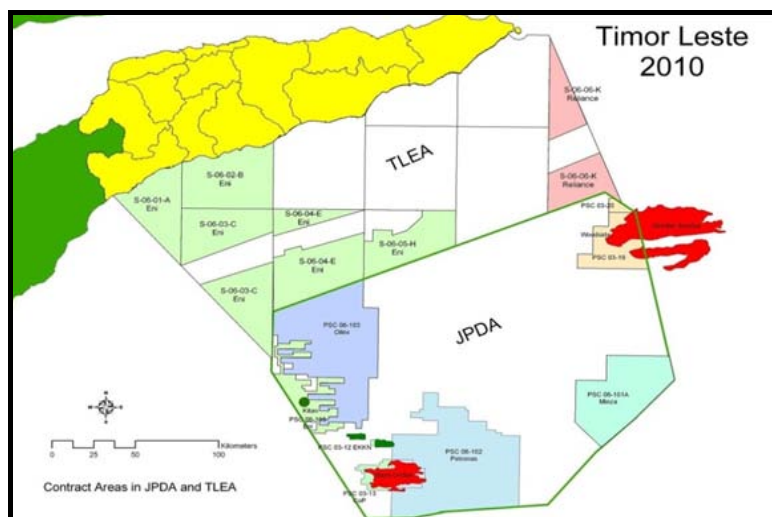 Timor Leste
2010
S-06-06-K
Reliance
TLEA
S-06-02-B
Eni
S-06-06-K
Reliance
S-06-01-A
Eni
PSC 03-20
S-06-03-C
Eni
S-06-04-E
Eni
S-06-05-H
Eni
S-06-04-E
Eni
PSC 03-19
S-06-03-C
Eni
JPDA
PSC 06-103
PSC 06-101A
Minza
Kitan
PSC 06-105
PSC 03-12
PSC 06-102
Petronas
PSC 03-13
0
25
50
100
Kilometers
Contract Areas in JPDA and TLEA